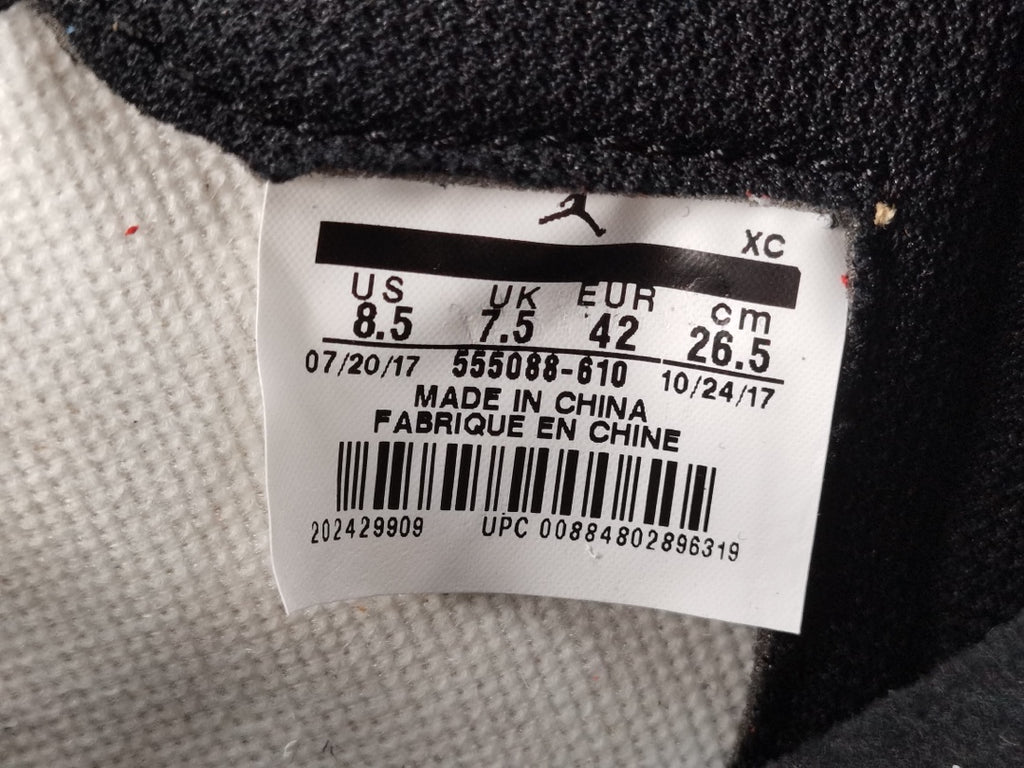 XC
US UK EUR cm
8.5 7.5 42 26.5
07/20/17 555088-610 10/24/17
MADE IN CHINA
FABRIQUE EN CHINE
202429909 UPC 00884802896319